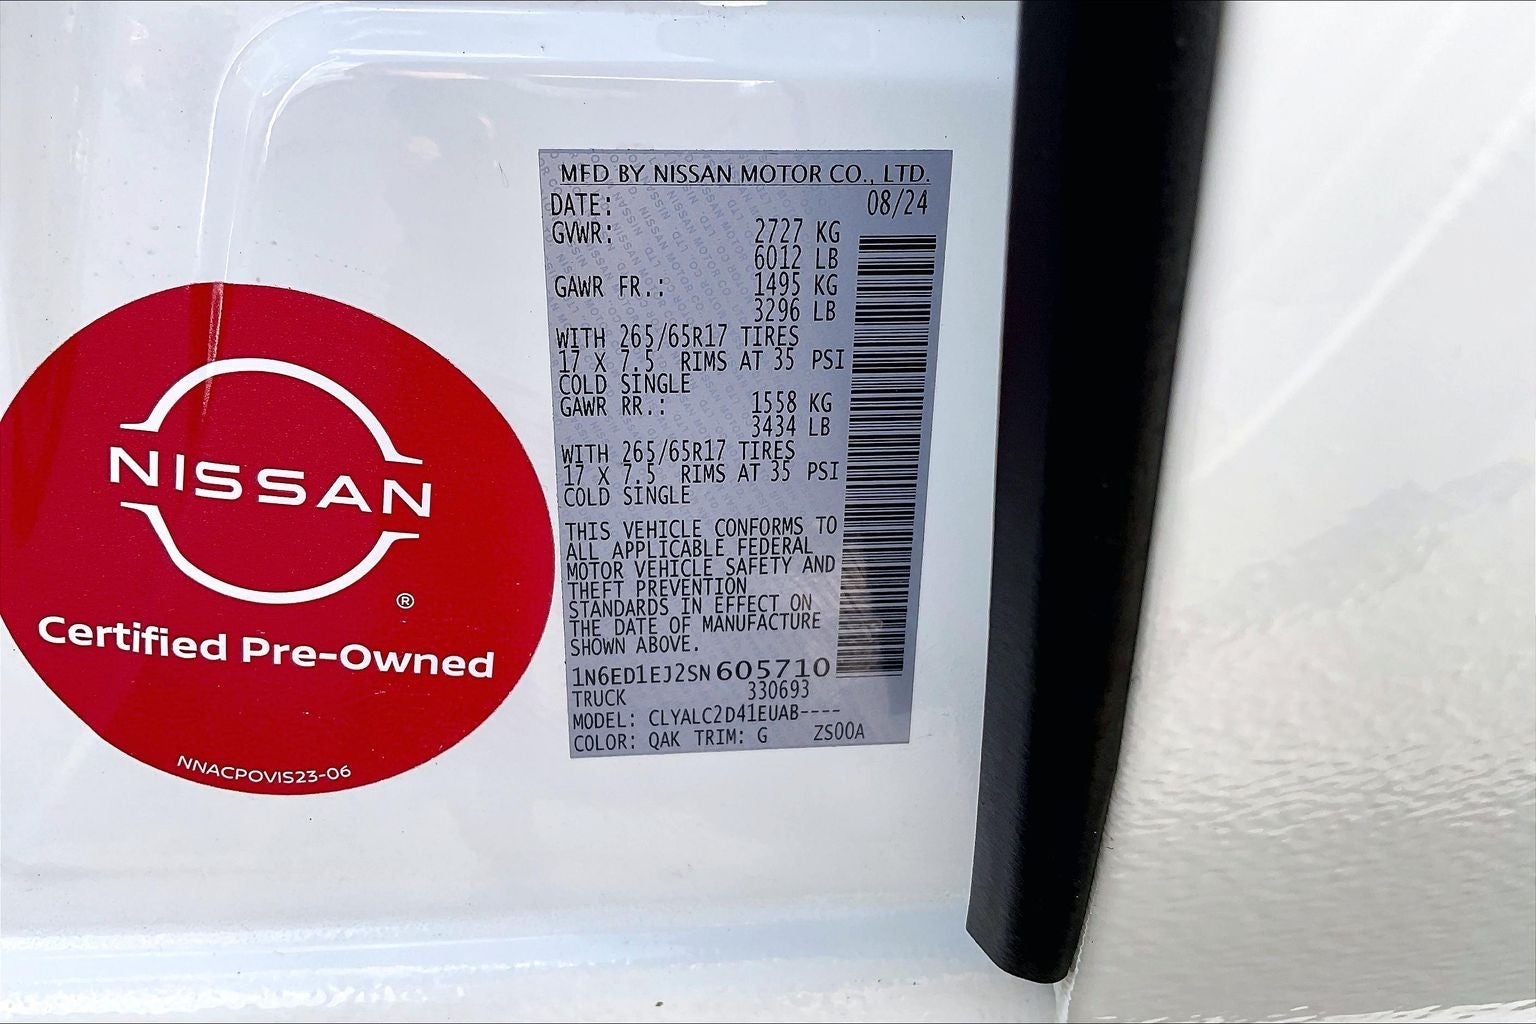 MFD BY NISSAN MOTOR CO., LTD.
DATE: 08/24
GVWR: 2727 KG
6012 LB
GAWR FR.: 1495 KG
3296 LB
WITH 265/65R17 TIRES
17 X 7.5 RIMS AT 35 PSI
COLD SINGLE
GAWR RR.: 1558 KG
3434 LB
WITH 265/65R17 TIRES
17 X 7.5 RIMS AT 35 PSI
COLD SINGLE
THIS VEHICLE CONFORMS TO
ALL APPLICABLE FEDERAL
MOTOR VEHICLE SAFETY AND
THEFT PREVENTION
STANDARDS IN EFFECT ON
THE DATE OF MANUFACTURE
SHOWN ABOVE.
1N6ED1EJ2SN605710
TRUCK 330693
MODEL: CLYALC2D41EUAB----
COLOR: QAK TRIM: G ZS00A
NISSAN
®
Certified Pre-Owned
NNACPOVIS23-06